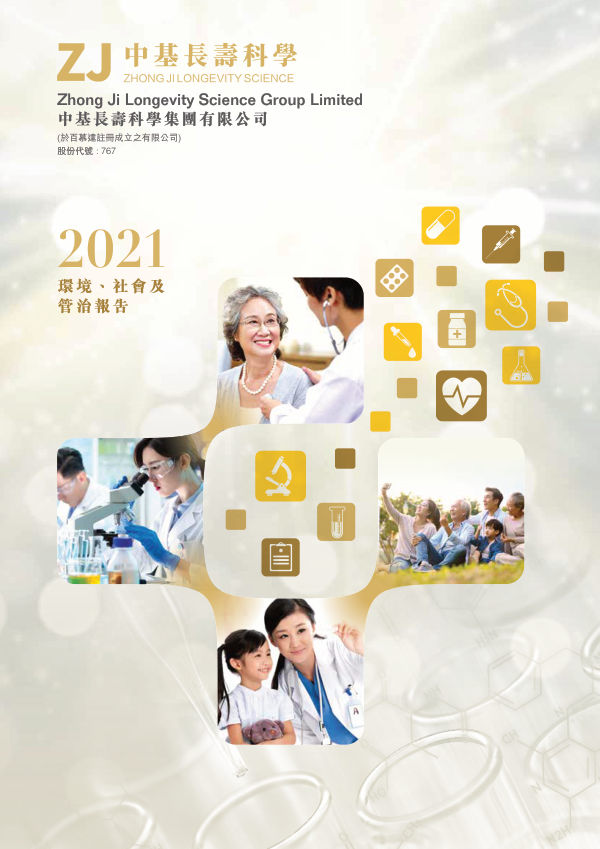 ZJ 中基長壽科學
ZHONG JI LONGEVITY SCIENCE
Zhong Ji Longevity Science Group Limited
中基長壽科學集團有限公司
(於百慕達註冊成立之有限公司)
股份代號 : 767
2021
環境、社會及
管治報告